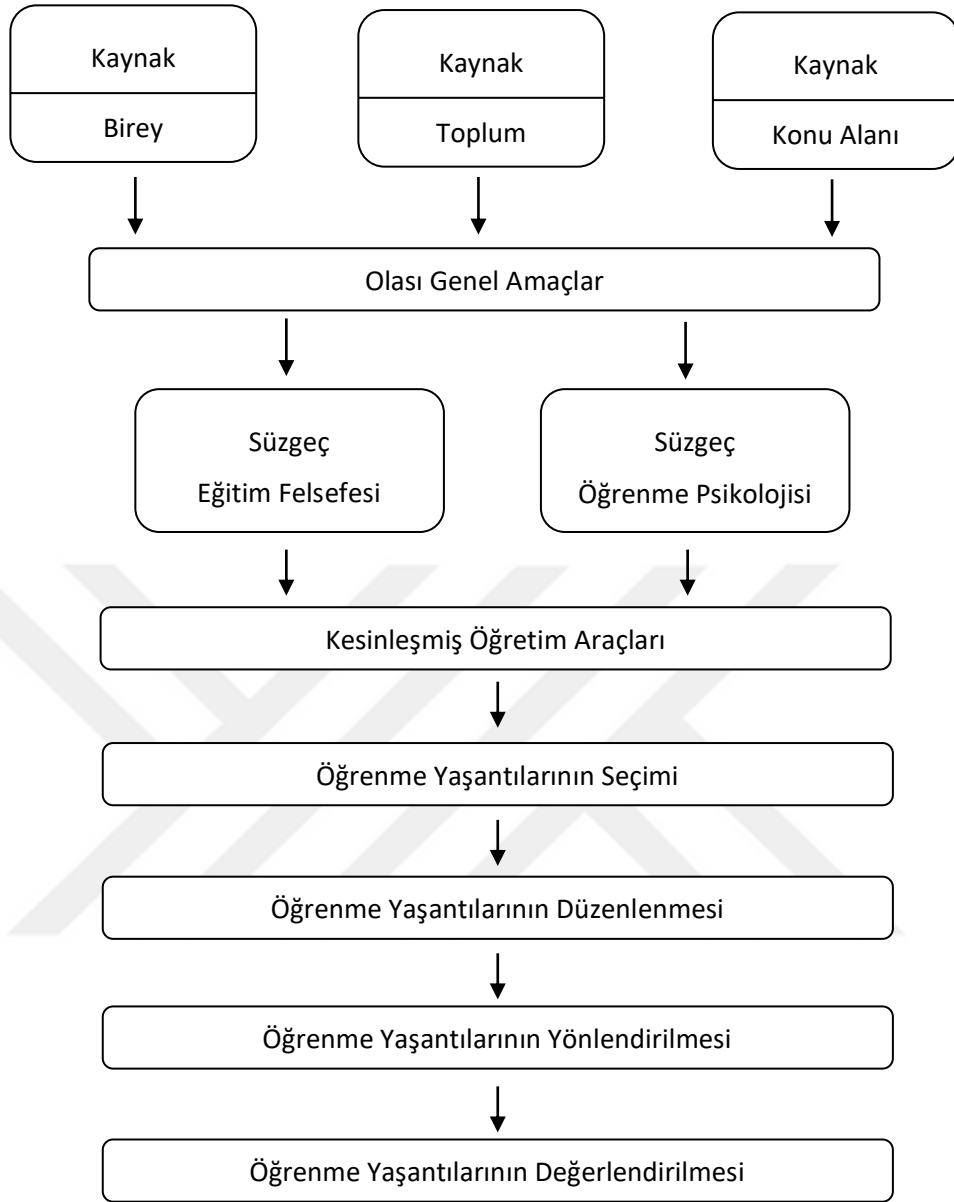 Kaynak
Birey
Kaynak
Toplum
Kaynak
Konu Alanı
Olası Genel Amaçlar
Süzgeç
Eğitim Felsefesi
Süzgeç
Öğrenme Psikolojisi
Kesinleşmiş Öğretim Araçları
Öğrenme Yaşantılarının Seçimi
Öğrenme Yaşantılarının Düzenlenmesi
Öğrenme Yaşantılarının Yönlendirilmesi
Öğrenme Yaşantılarının Değerlendirilmesi